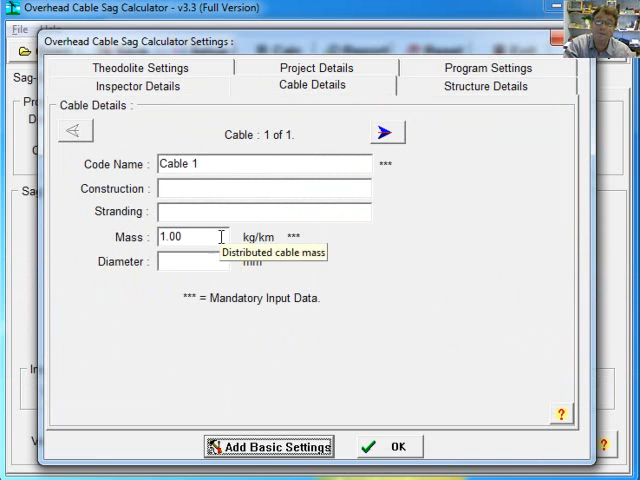 Overhead Cable Sag Calculator - v3.3 (Full Version)
File
Overhead Cable Sag Calculator Settings :
Theodolite Settings
Project Details
Program Settings
Inspector Details
Cable Details
Structure Details
Cable Details :
Cable : 1 of 1.
Code Name : Cable 1 ***
Construction :
Stranding :
Mass : 1.00 kg/km ***
Distributed cable mass
Diameter : mm
*** = Mandatory Input Data.
?
Add Basic Settings
OK
?